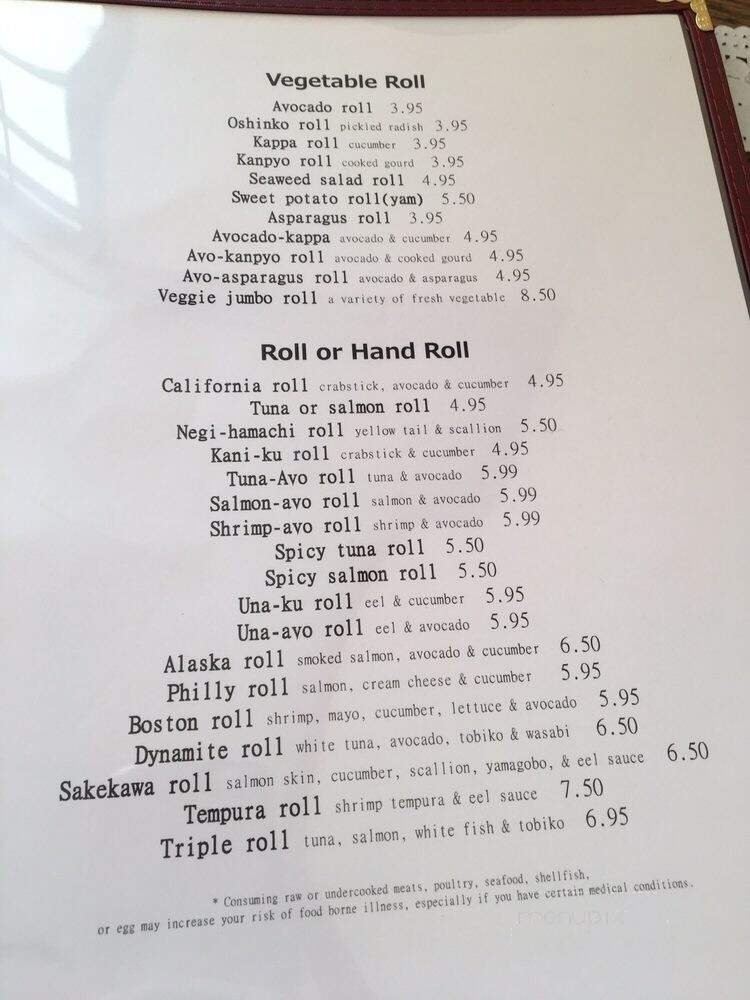 Vegetable Roll
Avocado roll 3.95
Oshinko roll pickled radish 3.95
Kappa roll cucumber 3.95
Kanpyo roll cooked gourd 3.95
Seaweed salad roll 4.95
Sweet potato roll(yam) 5.50
Asparagus roll 3.95
Avocado-kappa avocado & cucumber 4.95
Avo-kanpyo roll avocado & cooked gourd 4.95
Avo-asparagus roll avocado & asparagus 4.95
Veggie jumbo roll a variety of fresh vegetable 8.50
Roll or Hand Roll
California roll crabstick, avocado & cucumber 4.95
Tuna or salmon roll 4.95
Negi-hamachi roll yellow tail & scallion 5.50
Kani-ku roll crabstick & cucumber 4.95
Tuna-Avo roll tuna & avocado 5.99
Salmon-avo roll salmon & avocado 5.99
Shrimp-avo roll shrimp & avocado 5.99
Spicy tuna roll 5.50
Spicy salmon roll 5.50
Una-ku roll eel & cucumber 5.95
Una-avo roll eel & avocado 5.95
Alaska roll smoked salmon, avocado & cucumber 6.50
Philly roll salmon, cream cheese & cucumber 5.95
Boston roll shrimp, mayo, cucumber, lettuce & avocado 5.95
Dynamite roll white tuna, avocado, tobiko & wasabi 6.50
Sakekawa roll salmon skin, cucumber, scallion, yamagobo, & eel sauce 6.50
Tempura roll shrimp tempura & eel sauce 7.50
Triple roll tuna, salmon, white fish & tobiko 6.95
* Consuming raw or undercooked meats, poultry, seafood, shellfish,
or egg may increase your risk of food borne illness, especially if you have certain medical conditions.